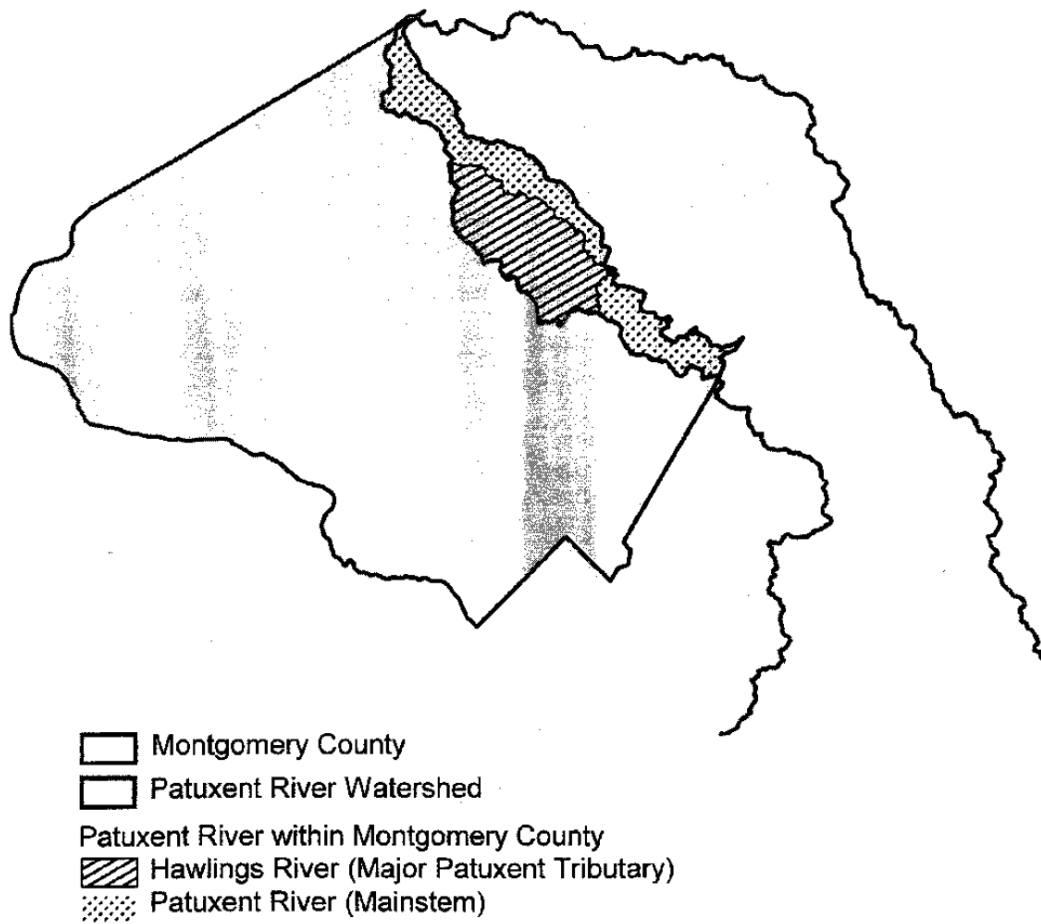 Montgomery County
Patuxent River Watershed
Patuxent River within Montgomery County
Hawlings River (Major Patuxent Tributary)
Patuxent River (Mainstem)